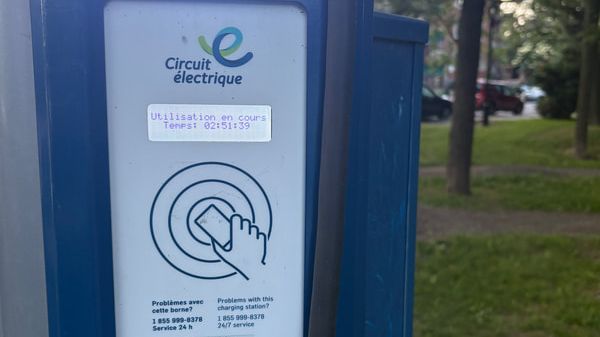 Circuit
électrique
Utilisation en cours
Temps: 02:51:39
Problèmes avec
cette borne?
1 855 999-8378
Service 24 h
Problems with this
charging station?
1 855 999-8378
24/7 service